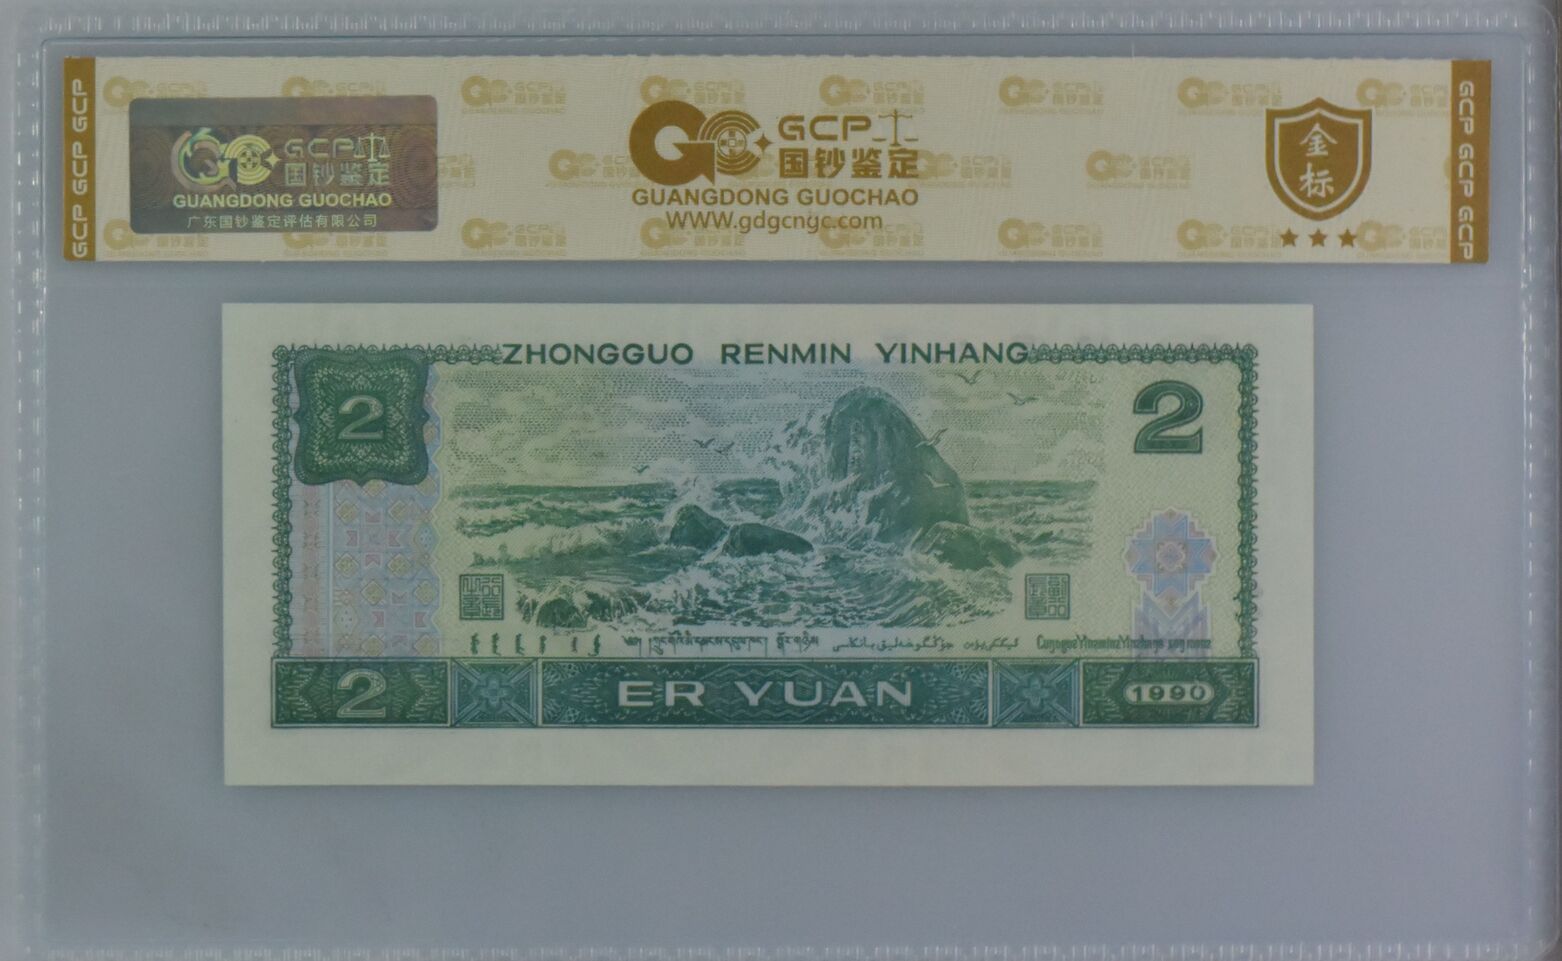 GCP GCP GCP
GCP
国钞鉴定
GUANGDONG GUOCHAO
广东国钞鉴定评估有限公司
GCP
国钞鉴定
GUANGDONG GUOCHAO
WWW.gdgcnyc.com
金标
GCP GCP GCP
ZHONGGUO RENMIN YINHANG
2
2
2
ER YUAN
1990